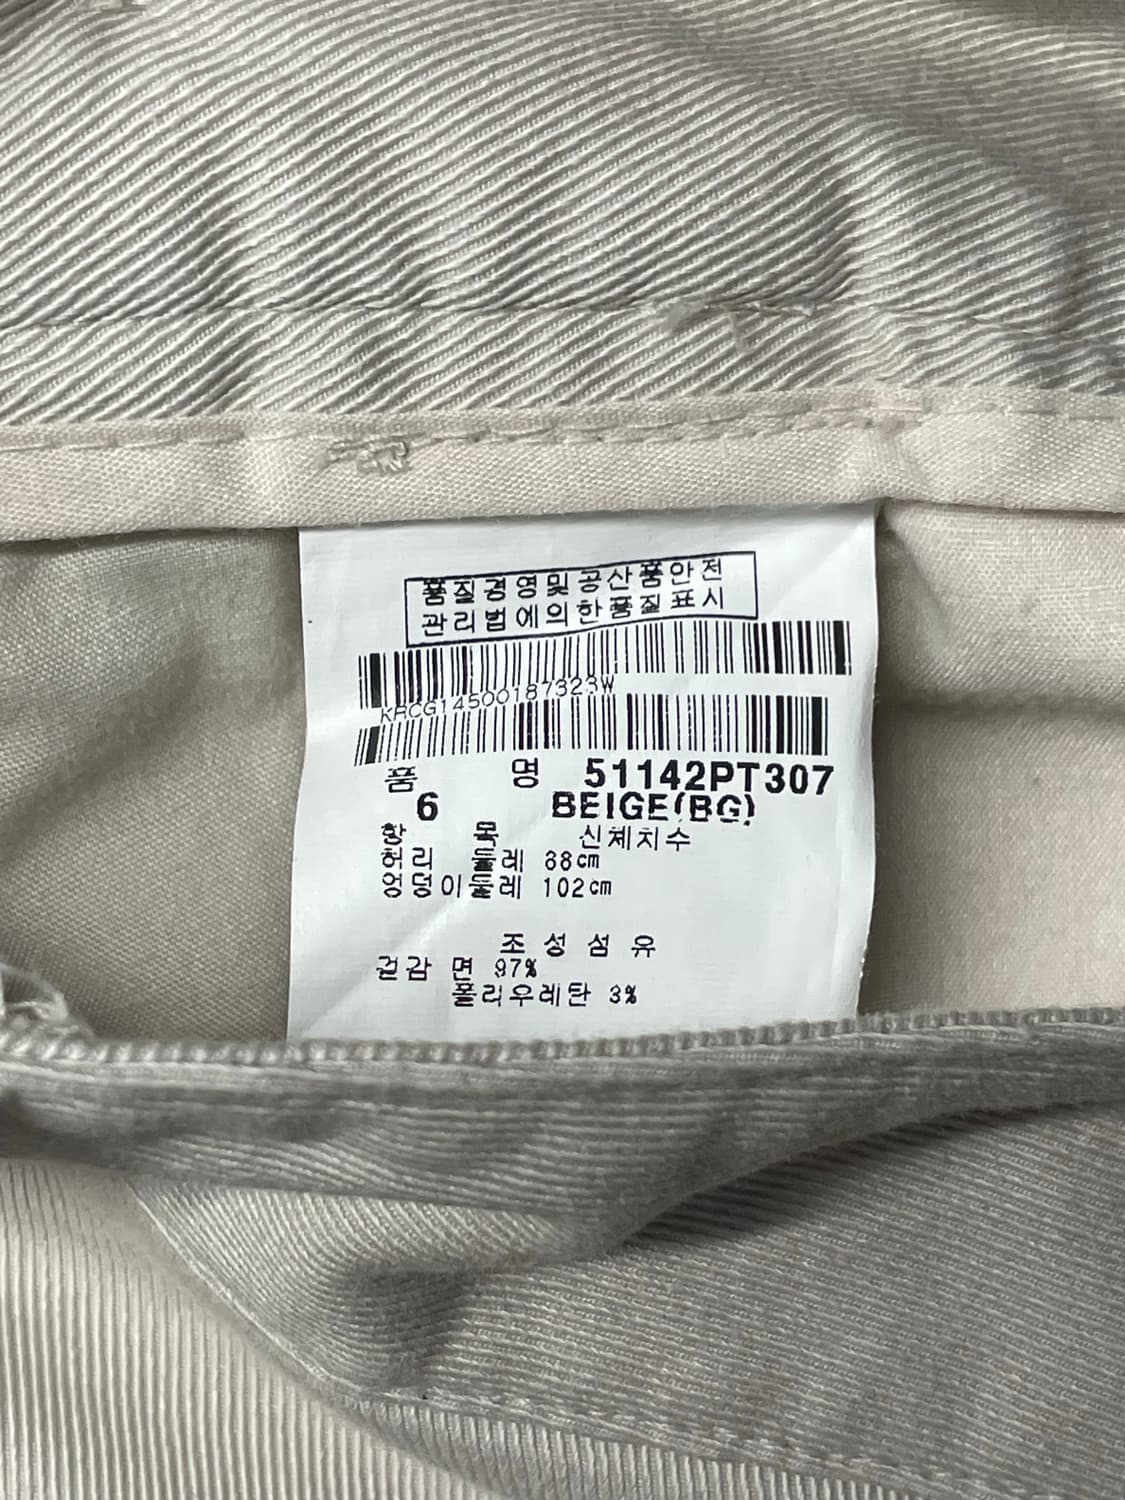 품질경영및공산품안전
관리법에의한품질표시
KRCG14500187323W
품 명 51142PT307
6 BEIGE(BG)
항 목 신체치수
허리 둘레 88cm
엉덩이둘레 102cm
조 성 섬 유
겉감 면 97%
폴리우레탄 3%